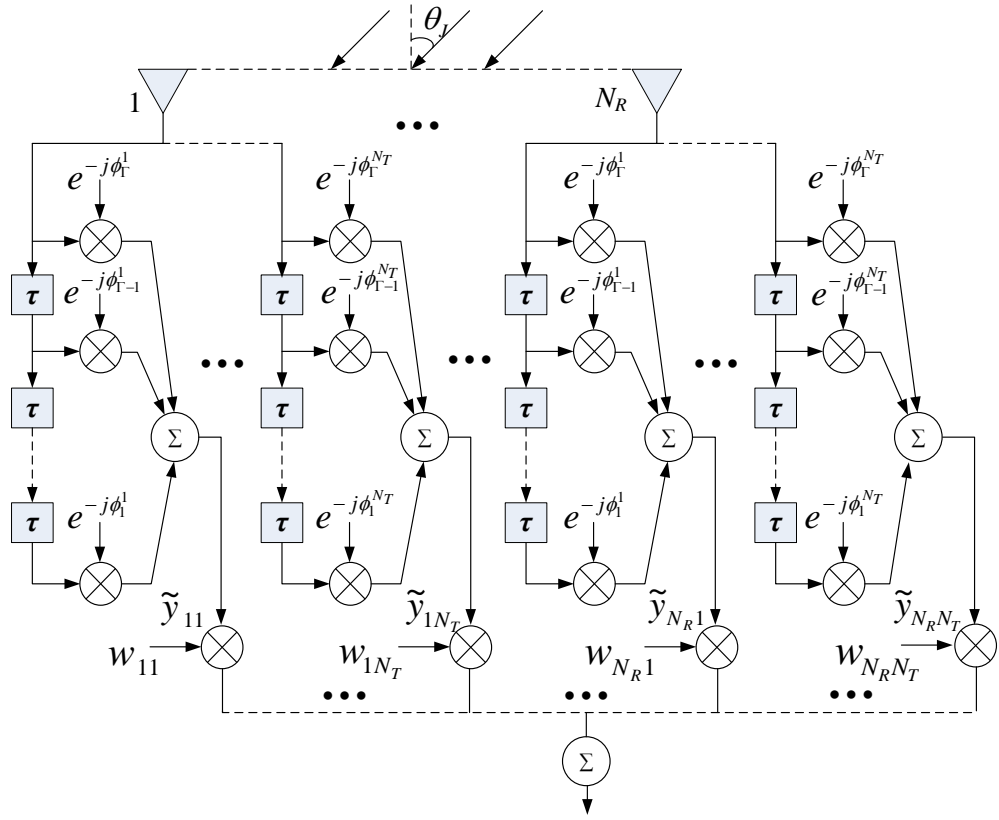 θ_J
1
N_R
e^{-jϕ_Γ^1} e^{-jϕ_Γ^{N_T}} e^{-jϕ_Γ^1} e^{-jϕ_Γ^{N_T}}
τ e^{-jϕ_{Γ-1}^1} τ e^{-jϕ_{Γ-1}^{N_T}} τ e^{-jϕ_{Γ-1}^1} τ e^{-jϕ_{Γ-1}^{N_T}}
τ τ τ τ
Σ Σ Σ Σ
τ e^{-jϕ_1^1} τ e^{-jϕ_1^{N_T}} τ e^{-jϕ_1^1} τ e^{-jϕ_1^{N_T}}
ỹ_{11} ỹ_{1N_T} ỹ_{N_R1} ỹ_{N_RN_T}
w_{11} w_{1N_T} w_{N_R1} w_{N_RN_T}
Σ